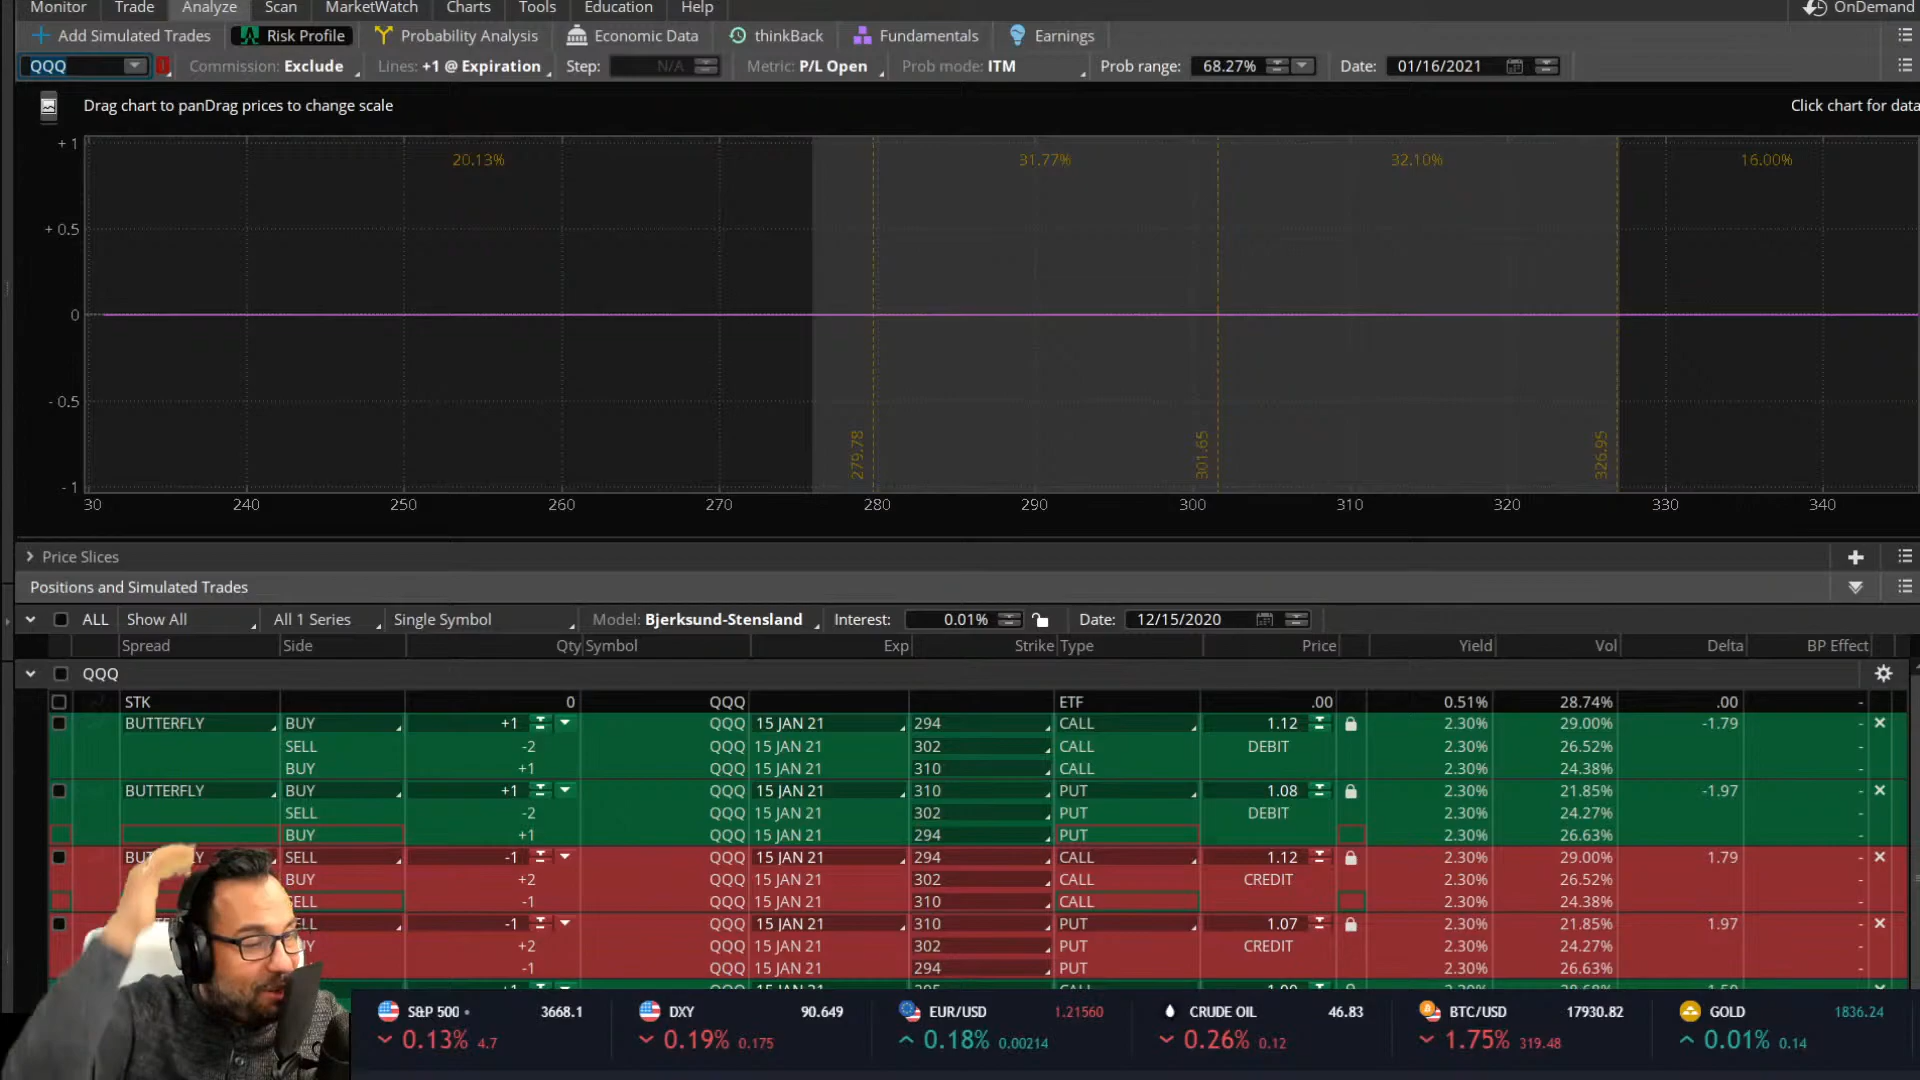 Monitor Trade Analyze Scan MarketWatch Charts Tools Education Help OnDemand
Add Simulated Trades Risk Profile Probability Analysis Economic Data thinkBack Fundamentals Earnings
QQQ Commission: Exclude Lines: +1 @ Expiration Step: N/A Metric: P/L Open Prob mode: ITM Prob range: 68.27% Date: 01/16/2021
Drag chart to panDrag prices to change scale Click chart for data
+ 1
20.13% 31.77% 32.10% 16.00%
+ 0.5
0
- 0.5
279.78 301.65 326.95
- 1
30 240 250 260 270 280 290 300 310 320 330 340
Price Slices
Positions and Simulated Trades
ALL Show All All 1 Series Single Symbol Model: Bjerksund-Stensland Interest: 0.01% Date: 12/15/2020
Spread Side Qty Symbol Exp Strike Type Price Yield Vol Delta BP Effect
QQQ
STK 0 QQQ ETF .00 0.51% 28.74% .00 -
BUTTERFLY BUY +1 QQQ 15 JAN 21 294 CALL 1.12 2.30% 29.00% -1.79 -
SELL -2 QQQ 15 JAN 21 302 CALL DEBIT 2.30% 26.52% -
BUY +1 QQQ 15 JAN 21 310 CALL 2.30% 24.38% -
BUTTERFLY BUY +1 QQQ 15 JAN 21 310 PUT 1.08 2.30% 21.85% -1.97 -
SELL -2 QQQ 15 JAN 21 302 PUT DEBIT 2.30% 24.27% -
BUY +1 QQQ 15 JAN 21 294 PUT 2.30% 26.63% -
SELL -1 QQQ 15 JAN 21 294 CALL 1.12 2.30% 29.00% 1.79 -
BUY +2 QQQ 15 JAN 21 302 CALL CREDIT 2.30% 26.52% -
SELL -1 QQQ 15 JAN 21 310 CALL 2.30% 24.38% -
-1 QQQ 15 JAN 21 310 PUT 1.07 2.30% 21.85% 1.97 -
+2 QQQ 15 JAN 21 302 PUT CREDIT 2.30% 24.27% -
-1 QQQ 15 JAN 21 294 PUT 2.30% 26.63% -
S&P 500 3668.1 DXY 90.649 EUR/USD 1.21560 CRUDE OIL 46.83 BTC/USD 17930.82 GOLD 1836.24
0.13% 4.7 0.19% 0.175 0.18% 0.00214 0.26% 0.12 1.75% 319.48 0.01% 0.14